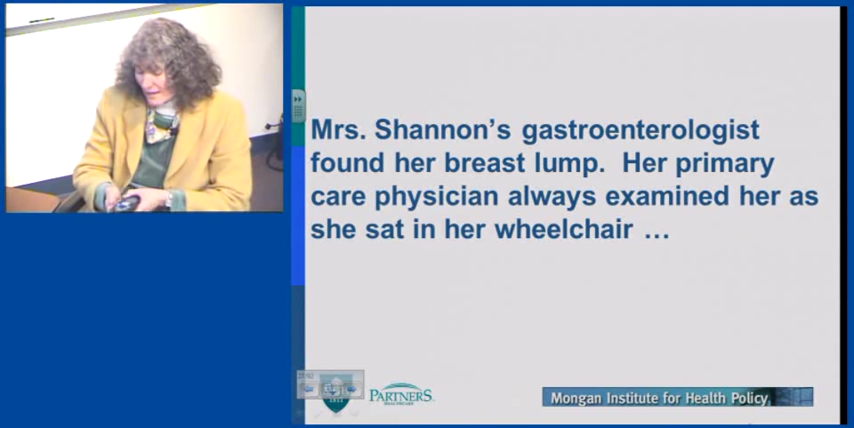 Mrs. Shannon's gastroenterologist
found her breast lump.  Her primary
care physician always examined her as
she sat in her wheelchair …
PARTNERS
HEALTHCARE
Mongan Institute for Health Policy